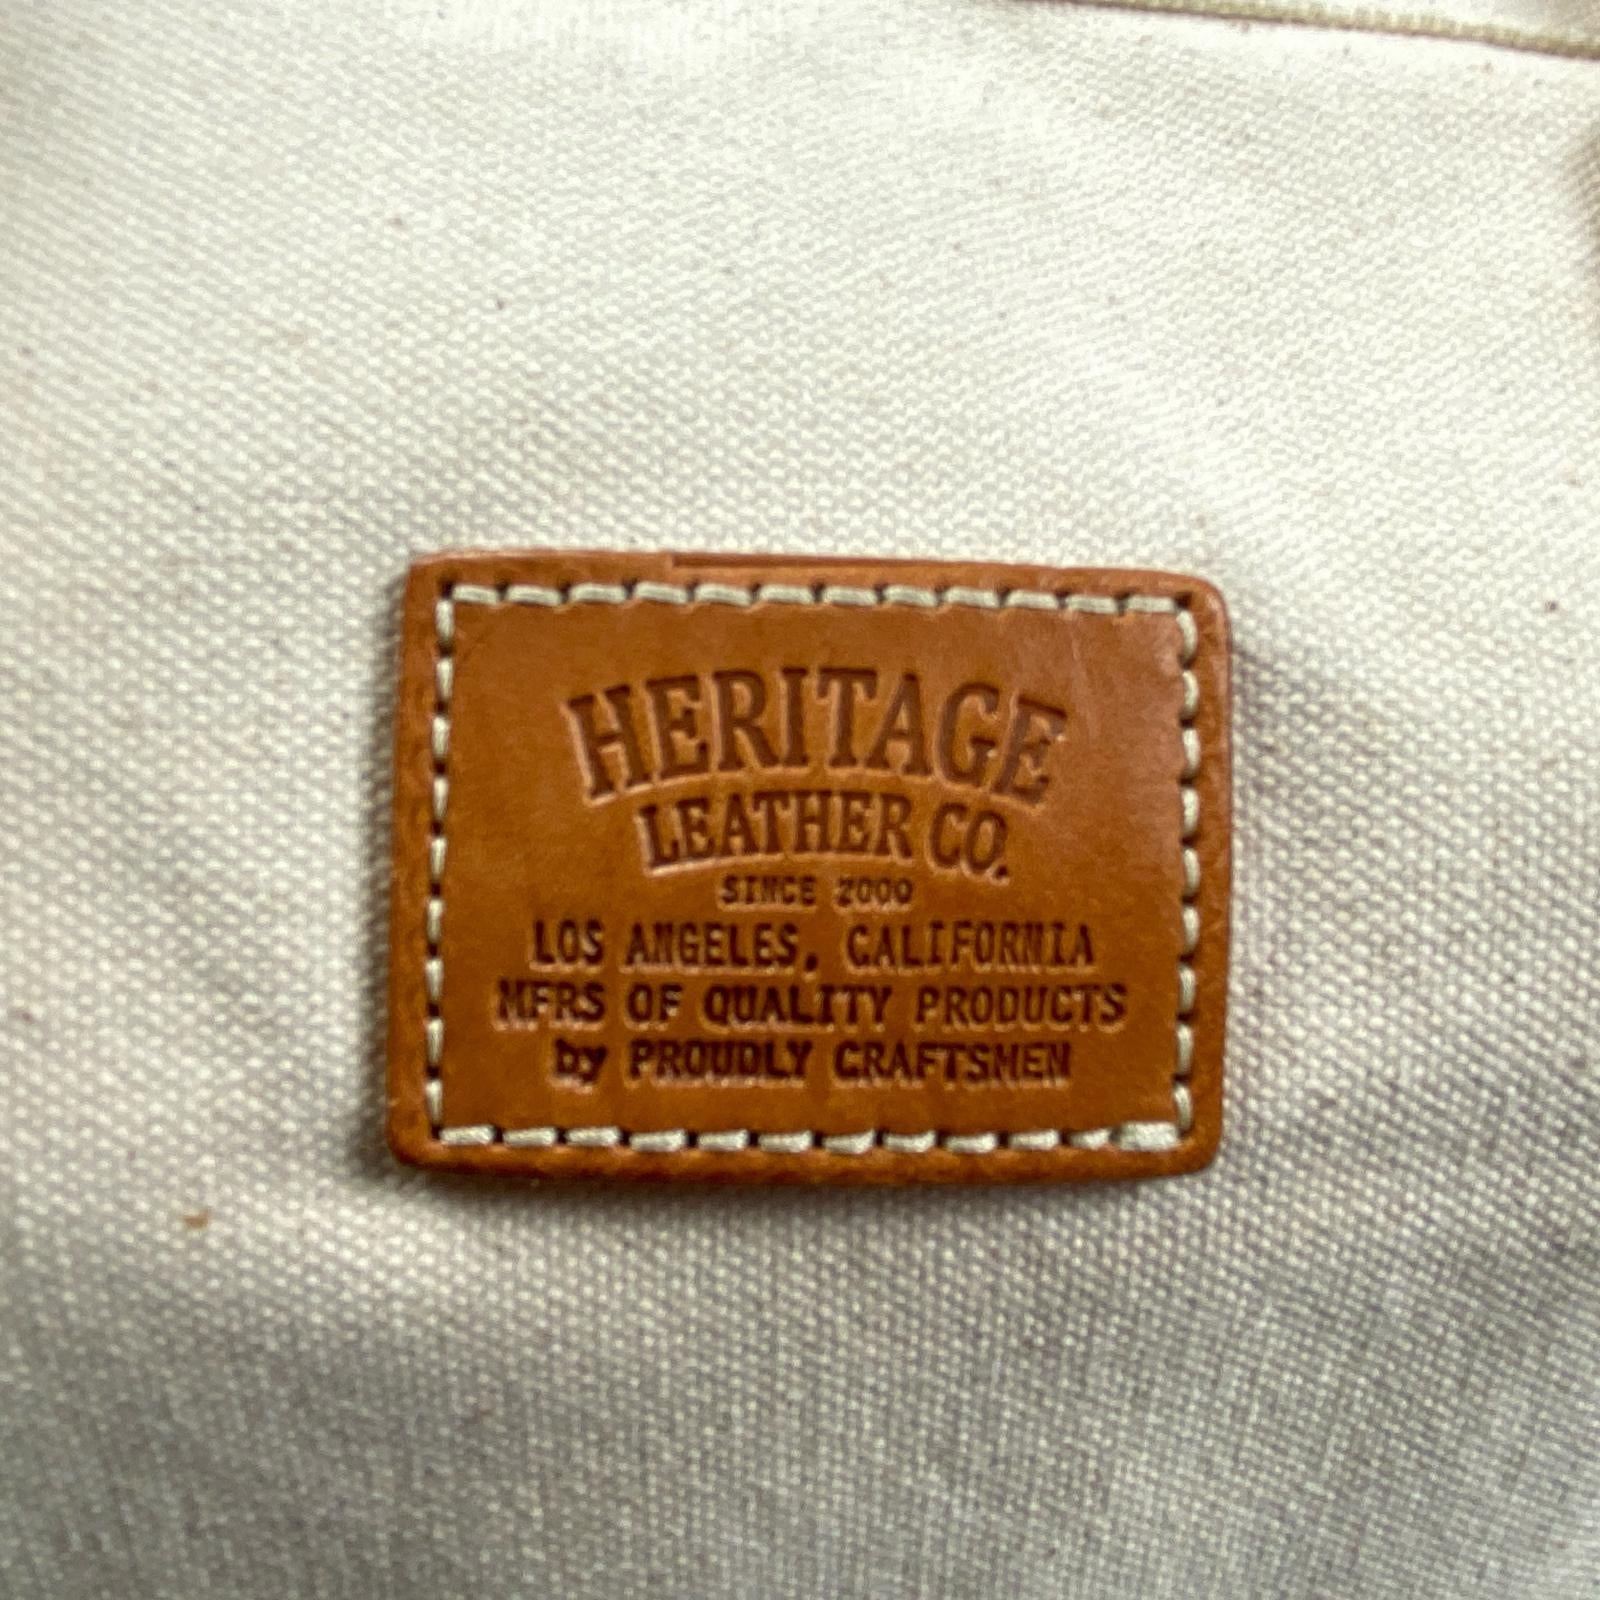 HERITAGE
LEATHER CO.
SINCE 2000
LOS ANGELES, CALIFORNIA
MFRS OF QUALITY PRODUCTS
by PROUDLY CRAFTSMEN